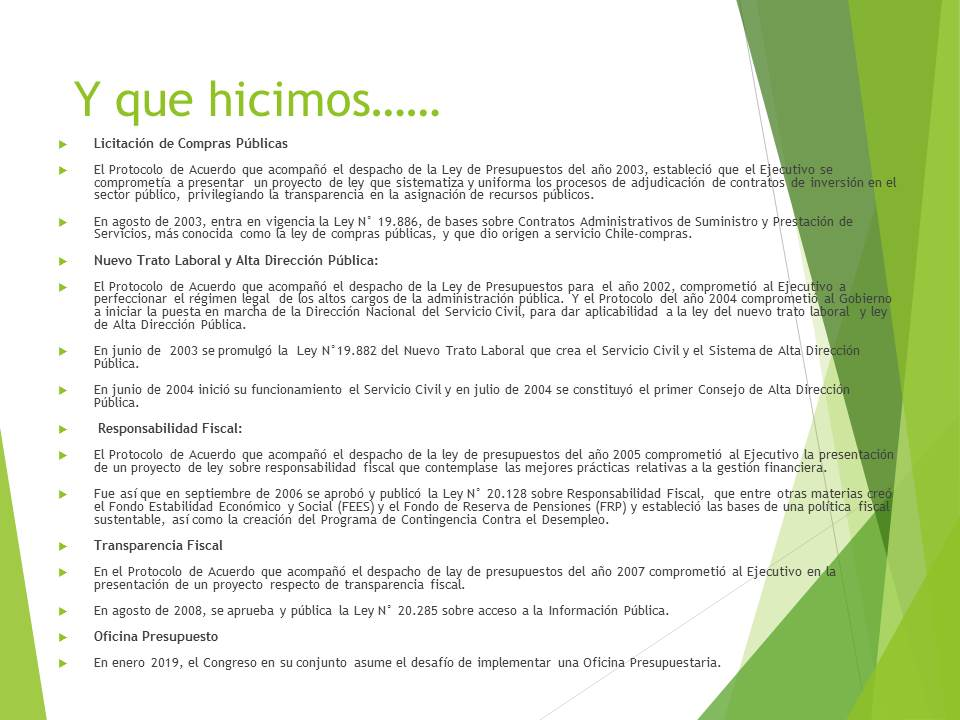 Y que hicimos……
Licitación de Compras Públicas
El Protocolo de Acuerdo que acompañó el despacho de la Ley de Presupuestos del año 2003, estableció que el Ejecutivo se
comprometía a presentar un proyecto de ley que sistematiza y uniforma los procesos de adjudicación de contratos de inversión en el
sector público, privilegiando la transparencia en la asignación de recursos públicos.
En agosto de 2003, entra en vigencia la Ley N° 19.886, de bases sobre Contratos Administrativos de Suministro y Prestación de
Servicios, más conocida como la ley de compras públicas, y que dio origen a servicio Chile-compras.
Nuevo Trato Laboral y Alta Dirección Pública:
El Protocolo de Acuerdo que acompañó el despacho de la Ley de Presupuestos para el año 2002, comprometió al Ejecutivo a
perfeccionar el régimen legal de los altos cargos de la administración pública. Y el Protocolo del año 2004 comprometió al Gobierno
a iniciar la puesta en marcha de la Dirección Nacional del Servicio Civil, para dar aplicabilidad a la ley del nuevo trato laboral y ley
de Alta Dirección Pública.
En junio de 2003 se promulgó la Ley N°19.882 del Nuevo Trato Laboral que crea el Servicio Civil y el Sistema de Alta Dirección
Pública.
En junio de 2004 inició su funcionamiento el Servicio Civil y en julio de 2004 se constituyó el primer Consejo de Alta Dirección
Pública.
Responsabilidad Fiscal:
El Protocolo de Acuerdo que acompañó el despacho de la ley de presupuestos del año 2005 comprometió al Ejecutivo la presentación
de un proyecto de ley sobre responsabilidad fiscal que contemplase las mejores prácticas relativas a la gestión financiera.
Fue así que en septiembre de 2006 se aprobó y publicó la Ley N° 20.128 sobre Responsabilidad Fiscal, que entre otras materias creó
el Fondo Estabilidad Económico y Social (FEES) y el Fondo de Reserva de Pensiones (FRP) y estableció las bases de una política fiscal
sustentable, así como la creación del Programa de Contingencia Contra el Desempleo.
Transparencia Fiscal
En el Protocolo de Acuerdo que acompañó el despacho de lay de presupuestos del año 2007 comprometió al Ejecutivo en la
presentación de un proyecto respecto de transparencia fiscal.
En agosto de 2008, se aprueba y pública la Ley N° 20.285 sobre acceso a la Información Pública.
Oficina Presupuesto
En enero 2019, el Congreso en su conjunto asume el desafío de implementar una Oficina Presupuestaria.